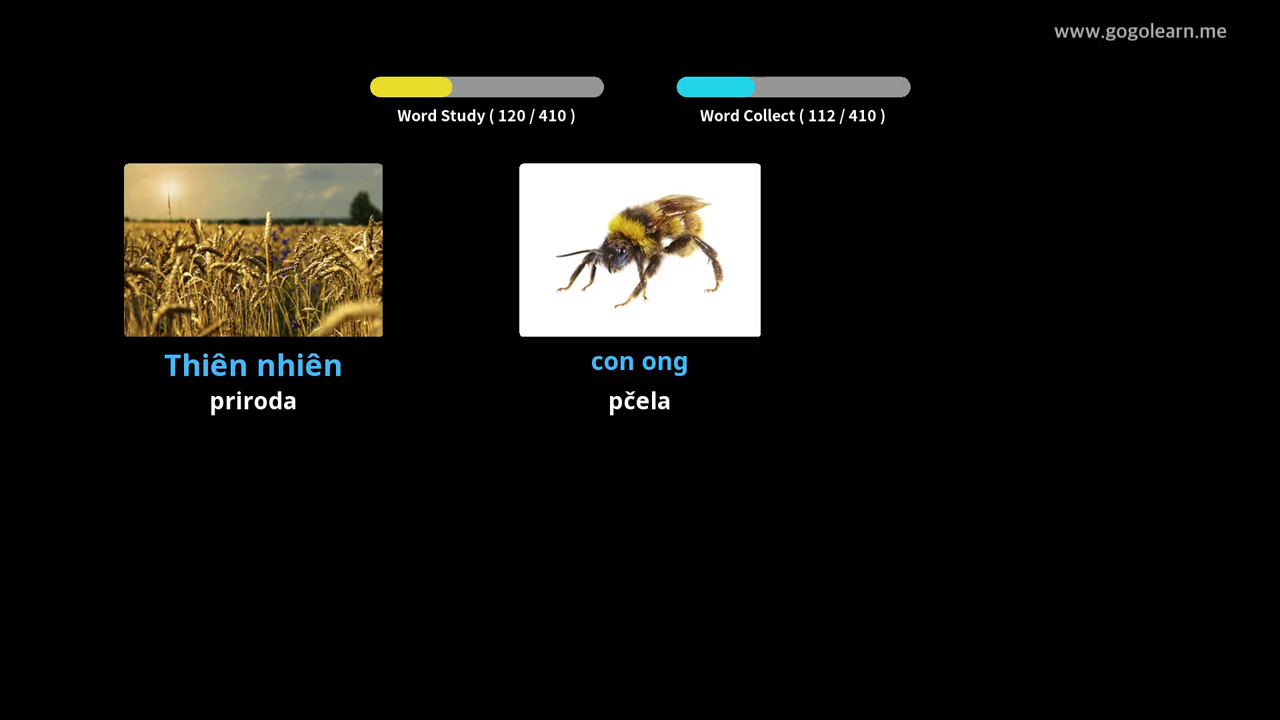 www.gogolearn.me
Word Study ( 120 / 410 )
Word Collect ( 112 / 410 )
Thiên nhiên
priroda
con ong
pčela